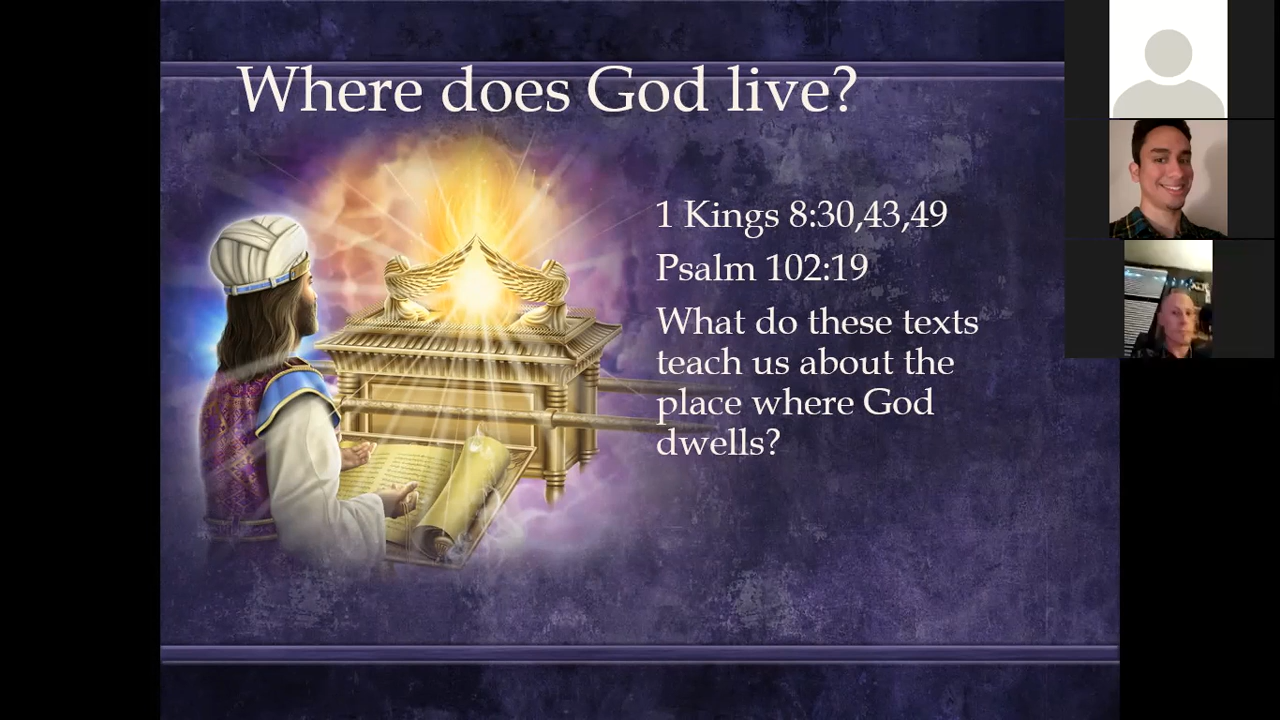 Where does God live?
1 Kings 8:30,43,49
Psalm 102:19
What do these texts
teach us about the
place where God
dwells?